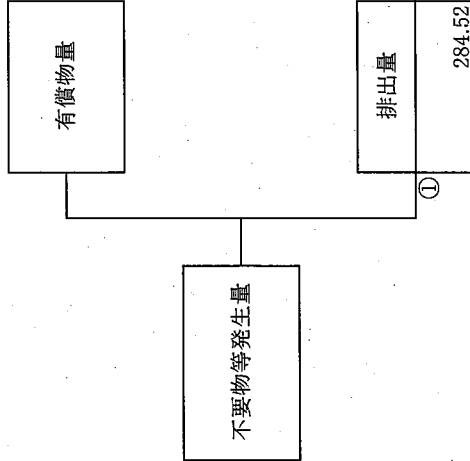 有償物量
不要物等発生量
排出量
①
284.52